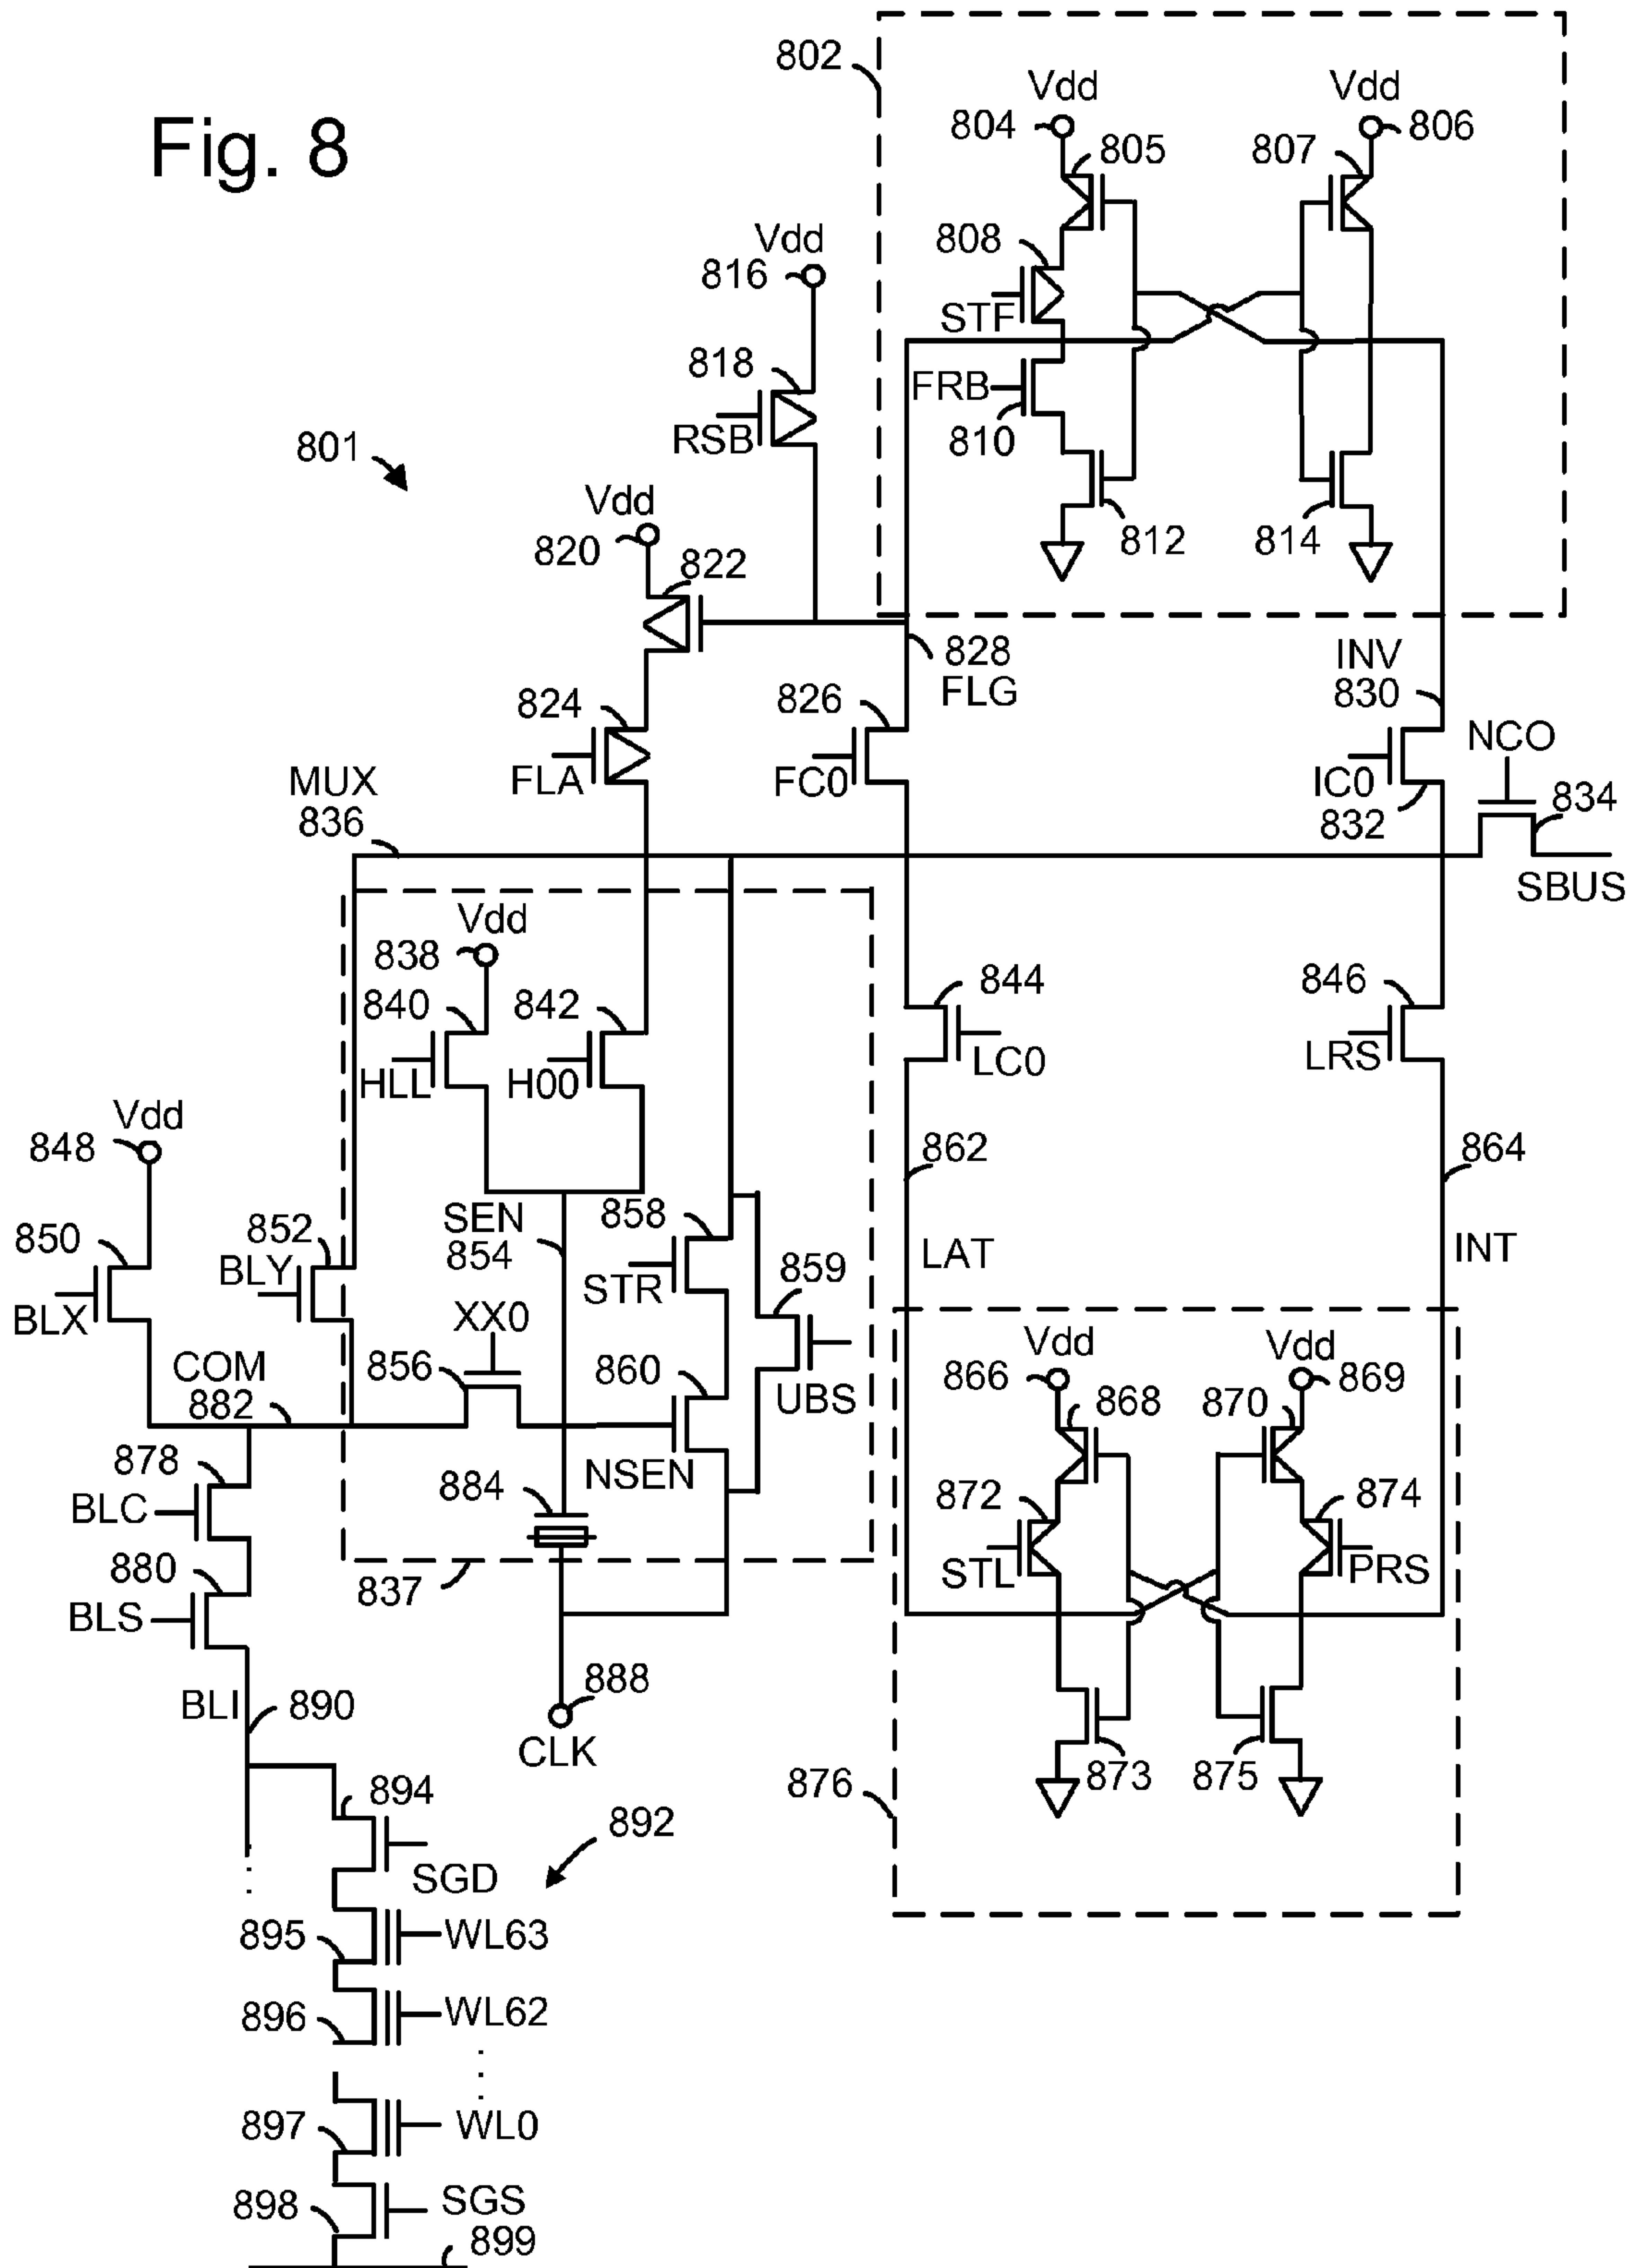 Fig. 8
802
Vdd
804
805
Vdd
806
807
808
STF
FRB
810
812
814
Vdd
816
818
RSB
801
Vdd
820
822
828
FLG
INV
830
824
FLA
826
FC0
IC0
832
NCO
834
SBUS
MUX
836
Vdd
838
840
HLL
842
H00
844
LC0
846
LRS
Vdd
848
850
BLX
852
BLY
SEN
854
858
STR
859
UBS
862
LAT
864
INT
XX0
856
COM
882
860
NSEN
884
Vdd
866
868
Vdd
869
870
872
STL
874
PRS
873
875
876
878
BLC
880
BLS
837
888
CLK
BLI
890
894
SGD
892
895
WL63
896
WL62
897
WL0
898
SGS
899